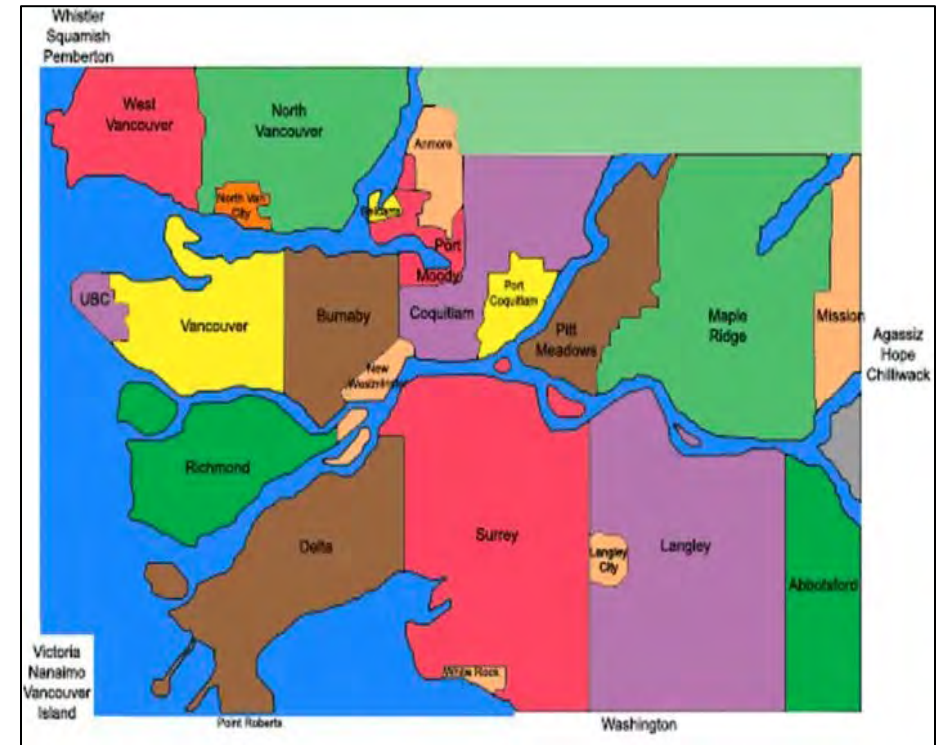 Whistler
Squamish
Pemberton
West
Vancouver
North
Vancouver
Anmore
North Van
City
Belcarra
Port
Moody
UBC
Vancouver
Burnaby
Coquitlam
Port
Coquitlam
Pitt
Meadows
Maple
Ridge
Mission
Agassiz
Hope
Chilliwack
New
Westminster
Richmond
Delta
Surrey
Langley
City
Langley
Abbotsford
White Rock
Victoria
Nanaimo
Vancouver
Island
Point Roberts
Washington